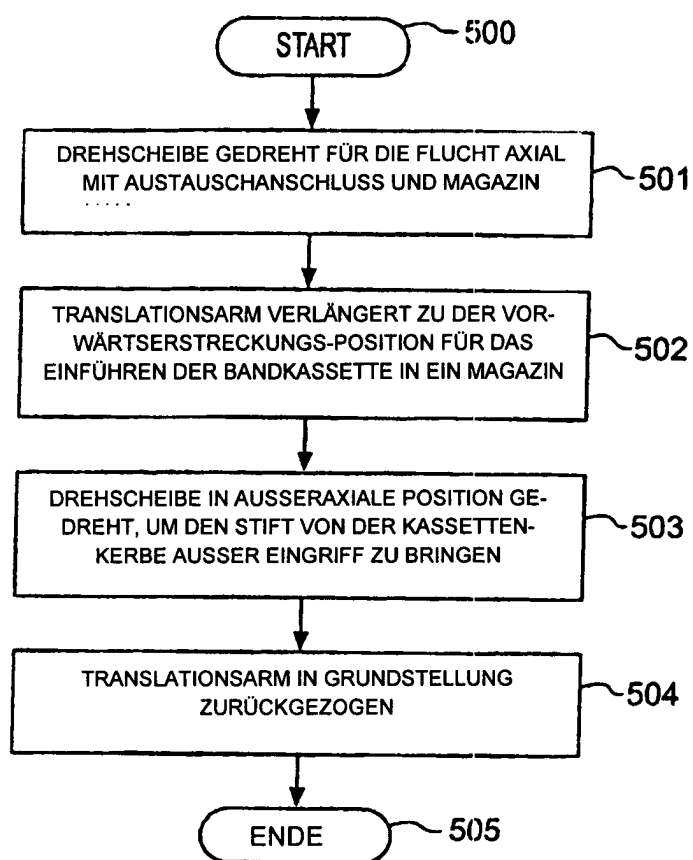 START
500
DREHSCHEIBE GEDREHT FÜR DIE FLUCHT AXIAL
MIT AUSTAUSCHANSCHLUSS UND MAGAZIN
.....
501
TRANSLATIONSARM VERLÄNGERT ZU DER VOR-
WÄRTSERSTRECKUNGS-POSITION FÜR DAS
EINFÜHREN DER BANDKASSETTE IN EIN MAGAZIN
502
DREHSCHEIBE IN AUSSERAXIALE POSITION GE-
DREHT, UM DEN STIFT VON DER KASSETTEN-
KERBE AUSSER EINGRIFF ZU BRINGEN
503
TRANSLATIONSARM IN GRUNDSTELLUNG
ZURÜCKGEZOGEN
504
ENDE
505